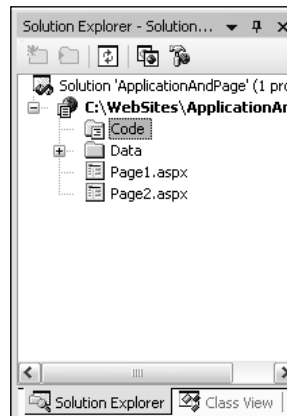 Solution Explorer - Solution...
Solution 'ApplicationAndPage' (1 pro
C:\WebSites\ApplicationAn
Code
Data
Page1.aspx
Page2.aspx
Solution Explorer
Class View